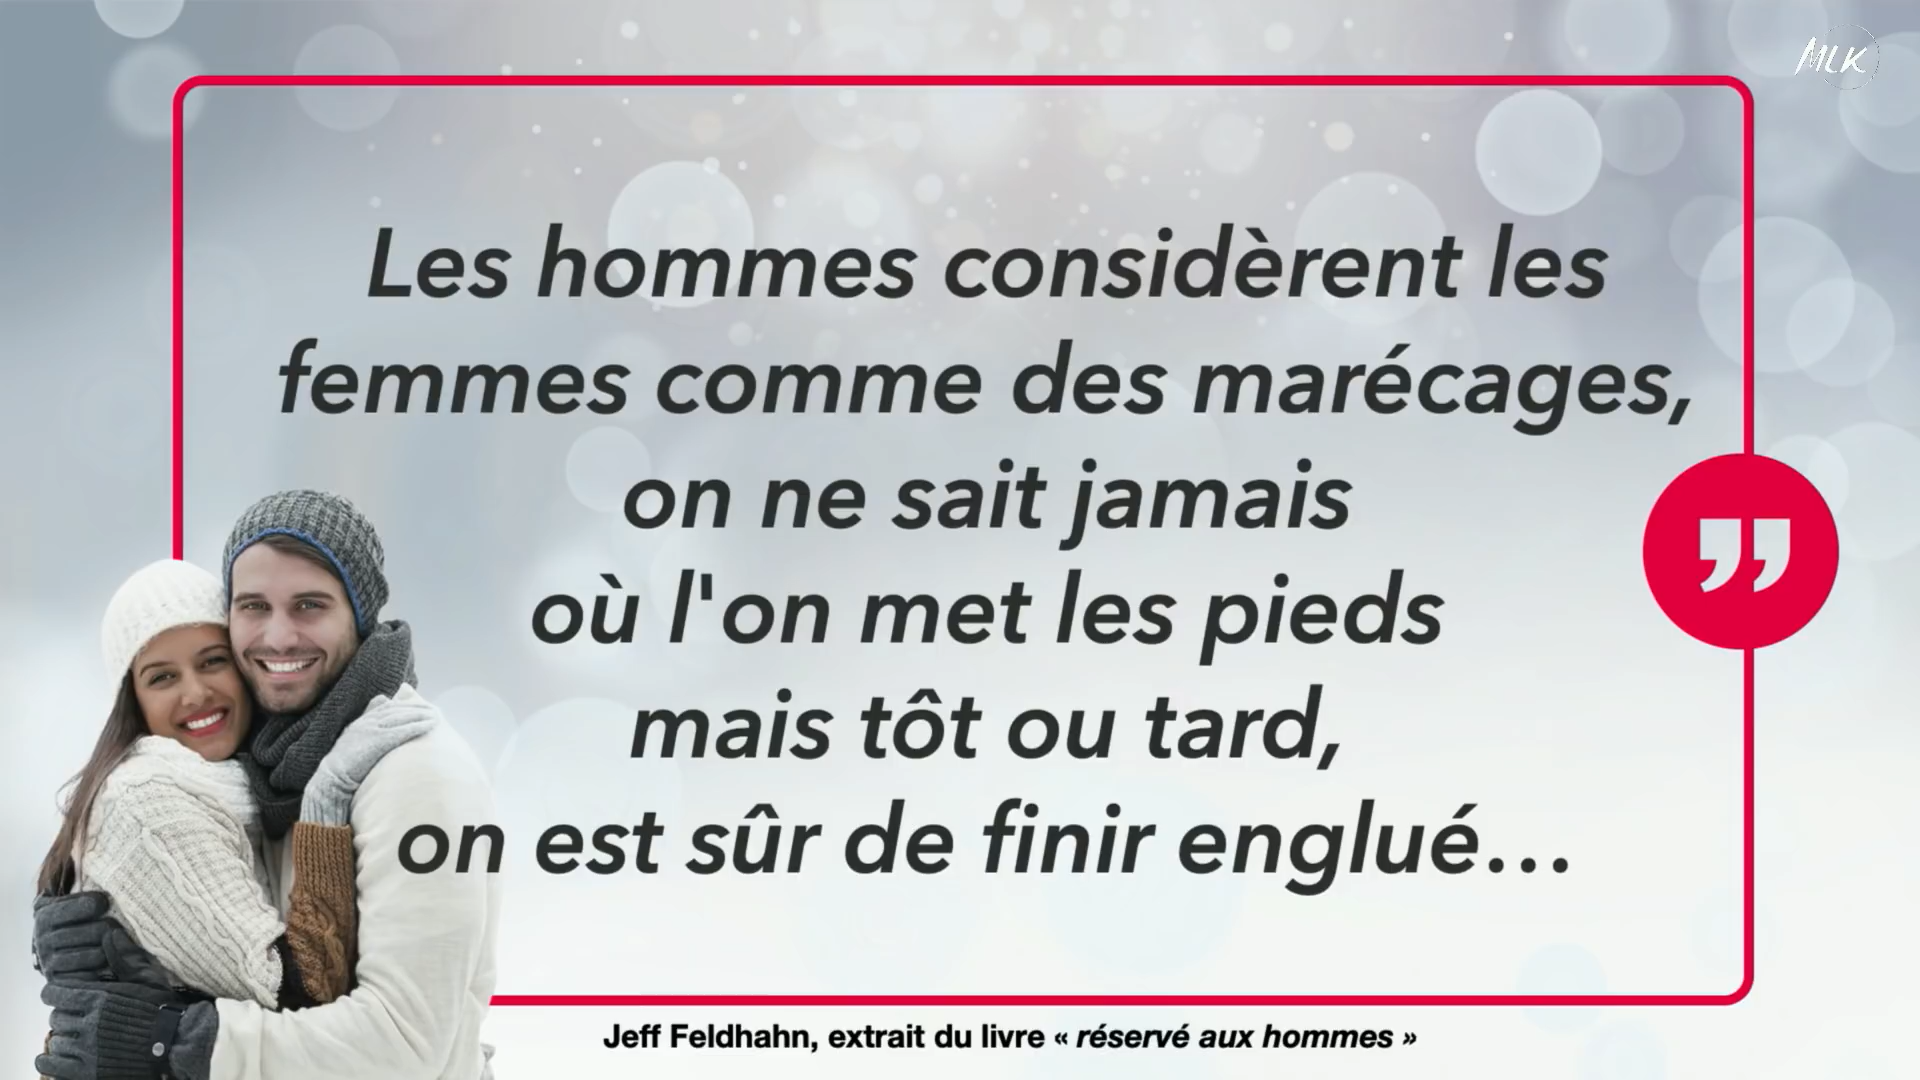 MLK
Les hommes considèrent les
femmes comme des marécages,
on ne sait jamais
où l'on met les pieds
mais tôt ou tard,
on est sûr de finir englué...
Jeff Feldhahn, extrait du livre « réservé aux hommes »